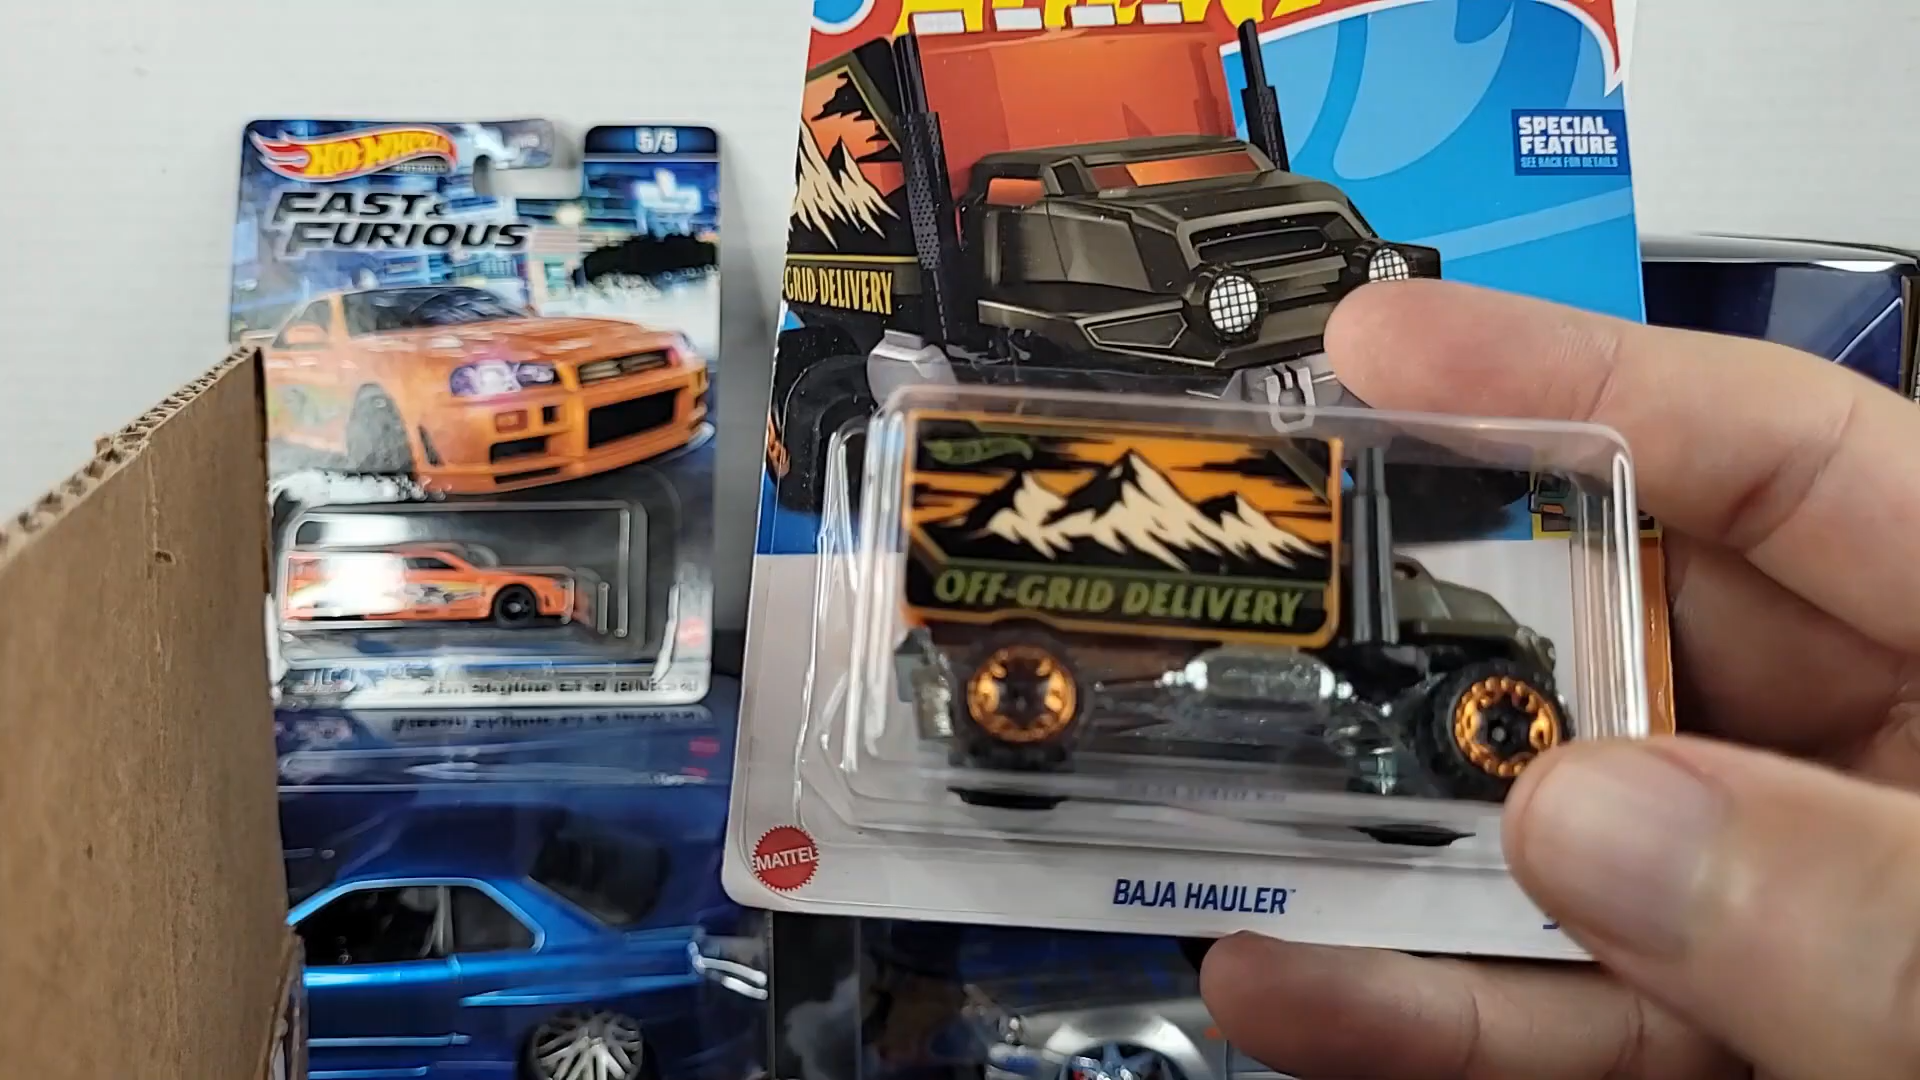 HOT WHEELS
5/5
FAST &
FURIOUS
SPECIAL
FEATURE
SEE BACK FOR DETAILS
GRID DELIVERY
OFF-GRID DELIVERY
MATTEL
BAJA HAULER™